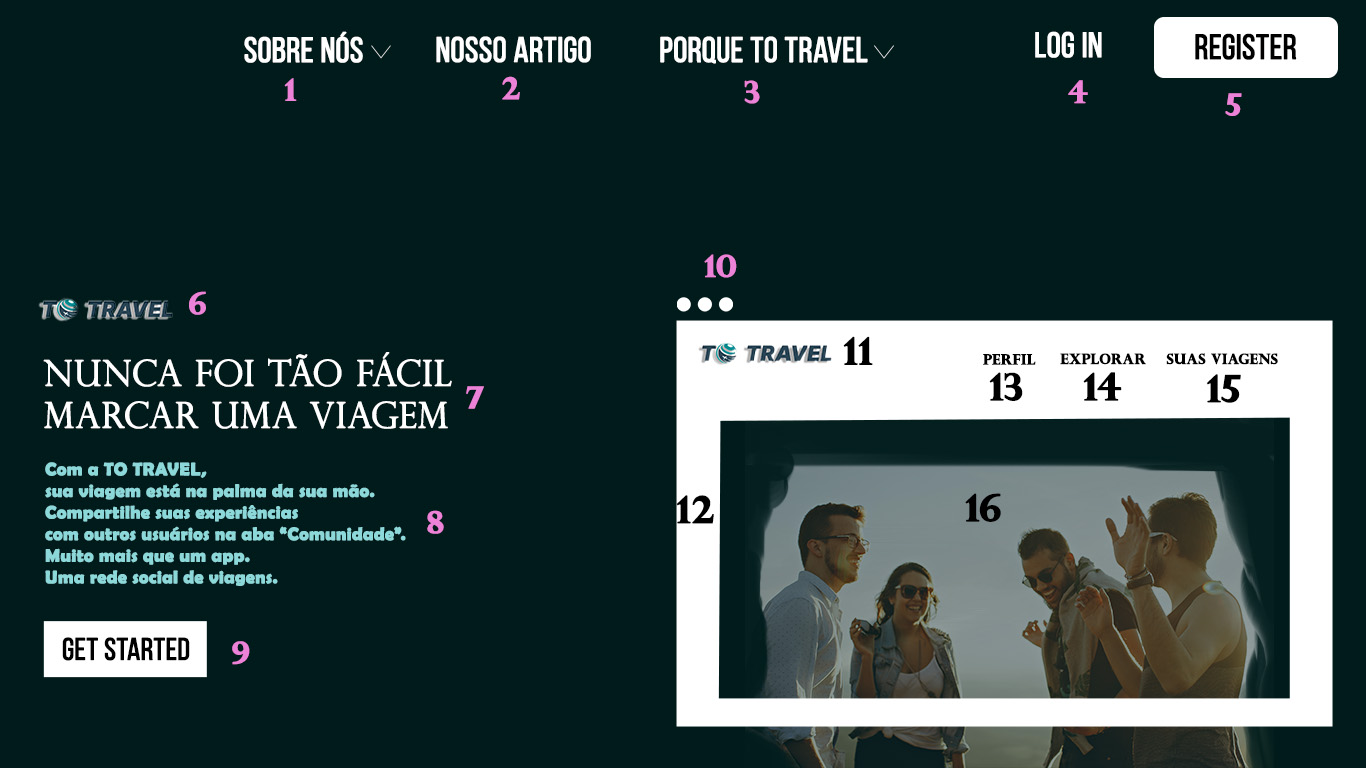 SOBRE NÓS
NOSSO ARTIGO
PORQUE TO TRAVEL
LOG IN
REGISTER
1
2
3
4
5
10
TO TRAVEL
6
TO TRAVEL
11
PERFIL
EXPLORAR
SUAS VIAGENS
13
14
15
NUNCA FOI TÃO FÁCIL
MARCAR UMA VIAGEM
7
Com a TO TRAVEL,
sua viagem está na palma da sua mão.
Compartilhe suas experiências
com outros usuários na aba “Comunidade”.
Muito mais que um app.
Uma rede social de viagens.
8
12
16
GET STARTED
9